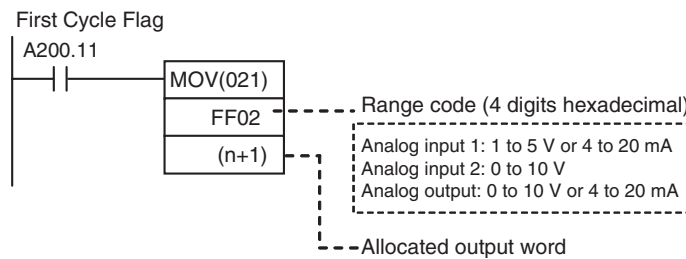 First Cycle Flag
A200.11
MOV(021)
FF02
(n+1)
Range code (4 digits hexadecimal)
Analog input 1: 1 to 5 V or 4 to 20 mA
Analog input 2: 0 to 10 V
Analog output: 0 to 10 V or 4 to 20 mA
Allocated output word